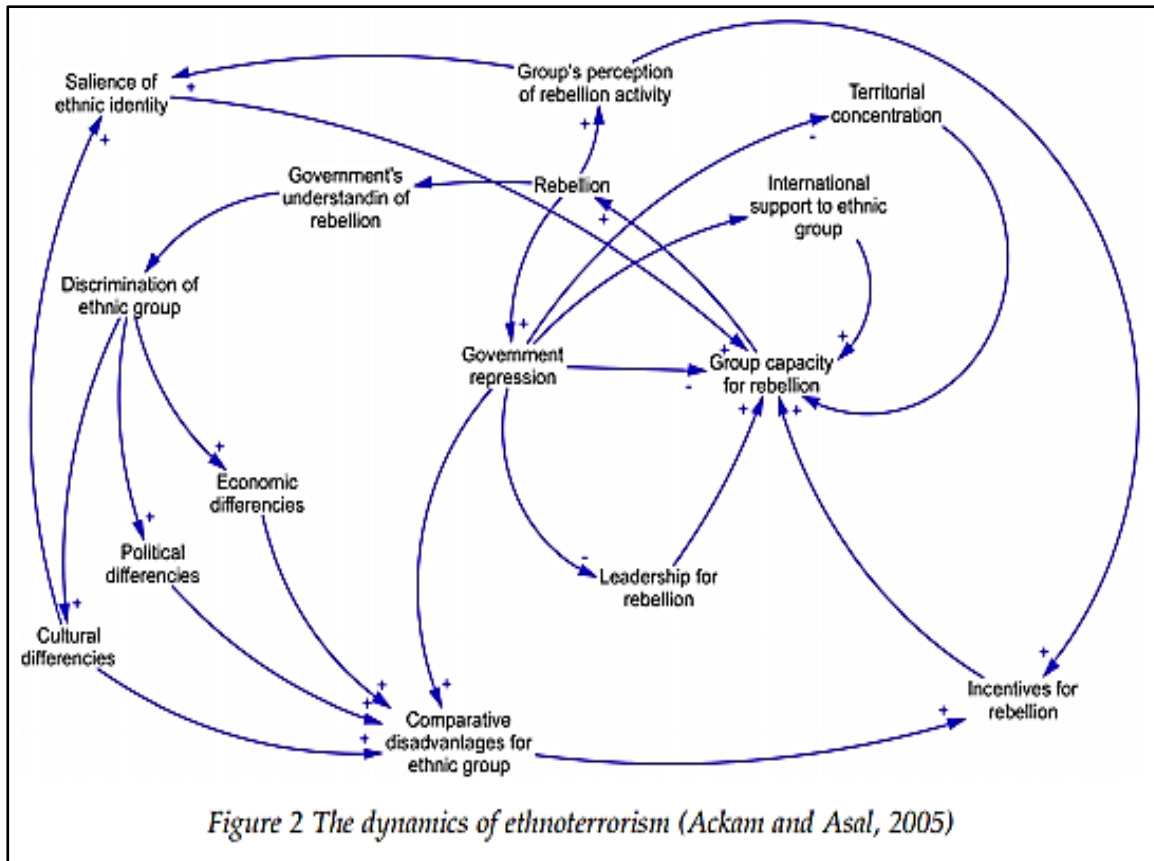 Group's perception
of rebellion activity
Salience of
ethnic identity
+
+
Territorial
concentration
-
+
Government's
understandin of
rebellion
Rebellion
+
International
support to ethnic
group
Discrimination of
ethnic group
+
Government
repression
+
+
Group capacity
for rebellion
-
+
+
+
Economic
differencies
+
Political
differencies
-
Leadership for
rebellion
+
Cultural
differencies
+
+
+
+
+
Incentives for
rebellion
+
Comparative
disadvantages for
ethnic group
Figure 2 The dynamics of ethnoterrorism (Ackam and Asal, 2005)